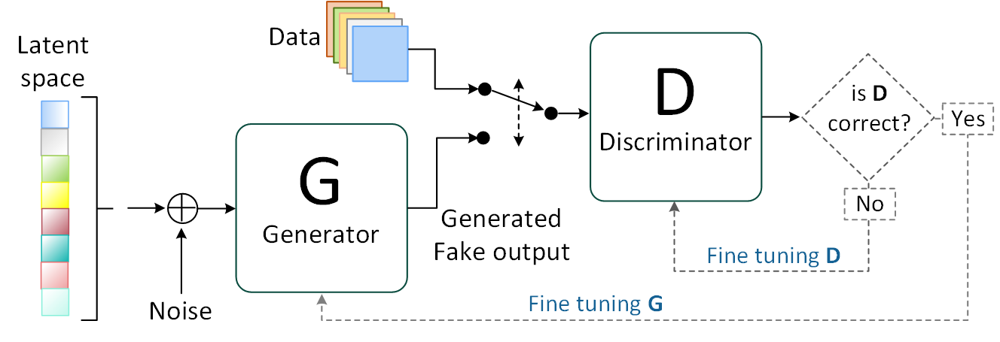 Latent
space
Data
Noise
G
Generator
Generated
Fake output
D
Discriminator
is D
correct?
Yes
No
Fine tuning D
Fine tuning G